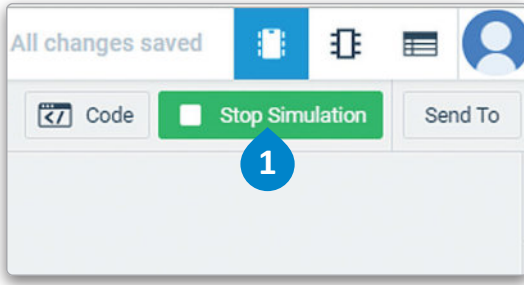 All changes saved
</> Code
Stop Simulation
Send To
1